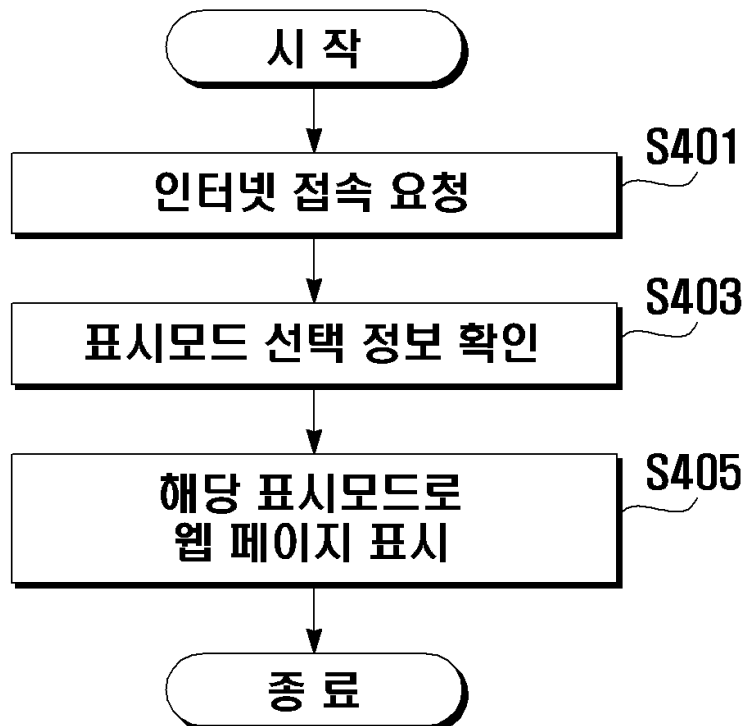 시 작
S401
인터넷 접속 요청
S403
표시모드 선택 정보 확인
S405
해당 표시모드로
웹 페이지 표시
종 료